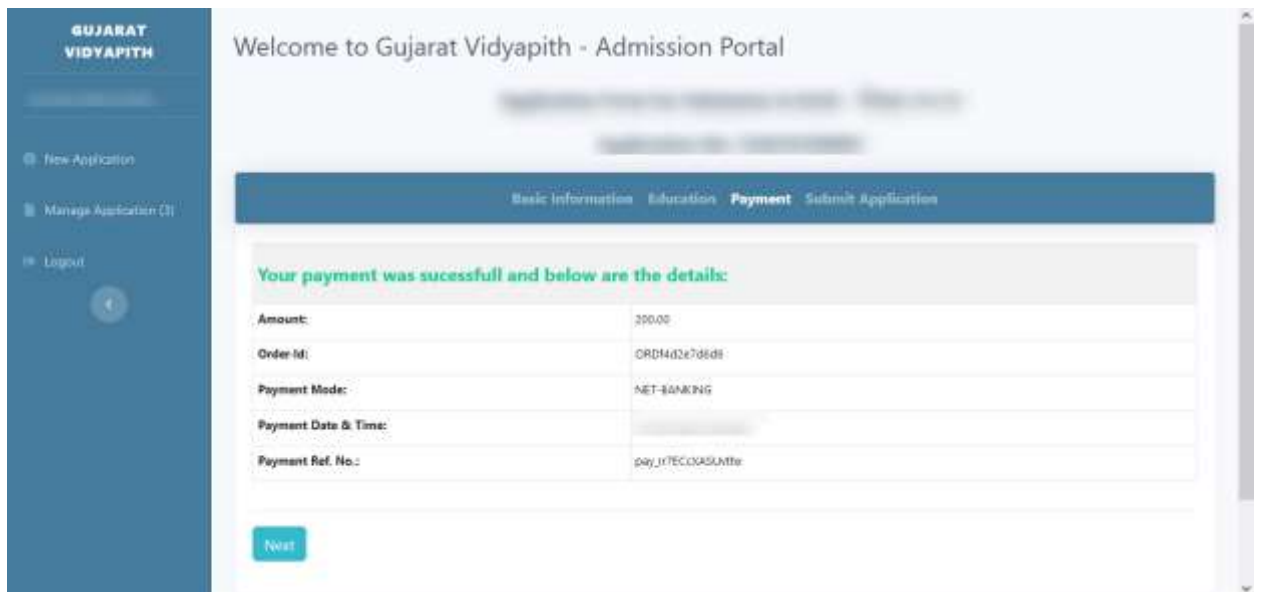 GUJARAT
VIDYAPITH
New Application
Manage Application (3)
Logout
Welcome to Gujarat Vidyapith - Admission Portal
Basic Information Education Payment Submit Application
Your payment was sucessfull and below are the details:
Amount: 200.00
Order-Id:
Payment Mode: NET-BANKING
Payment Date & Time:
Payment Ref. No.:
Next